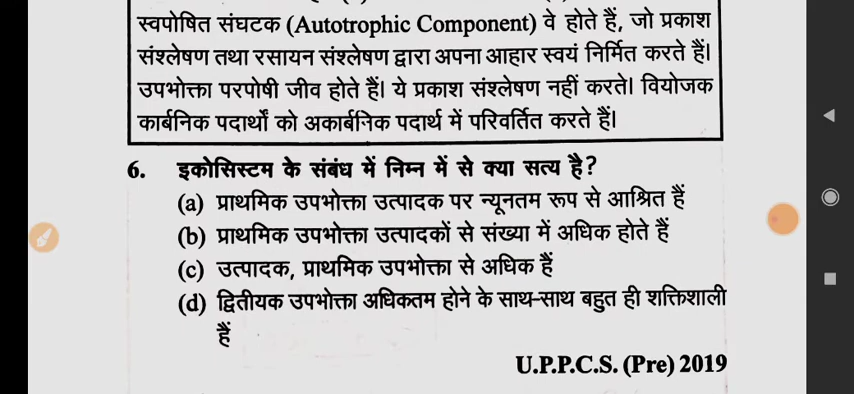 स्वपोषित संघटक (Autotrophic Component) वे होते हैं, जो प्रकाश
संश्लेषण तथा रसायन संश्लेषण द्वारा अपना आहार स्वयं निर्मित करते हैं।
उपभोक्ता परपोषी जीव होते हैं। ये प्रकाश संश्लेषण नहीं करते। वियोजक
कार्बनिक पदार्थों को अकार्बनिक पदार्थ में परिवर्तित करते हैं।
6. इकोसिस्टम के संबंध में निम्न में से क्या सत्य है?
(a) प्राथमिक उपभोक्ता उत्पादक पर न्यूनतम रूप से आश्रित हैं
(b) प्राथमिक उपभोक्ता उत्पादकों से संख्या में अधिक होते हैं
(c) उत्पादक, प्राथमिक उपभोक्ता से अधिक हैं
(d) द्वितीयक उपभोक्ता अधिकतम होने के साथ-साथ बहुत ही शक्तिशाली
हैं
U.P.P.C.S. (Pre) 2019